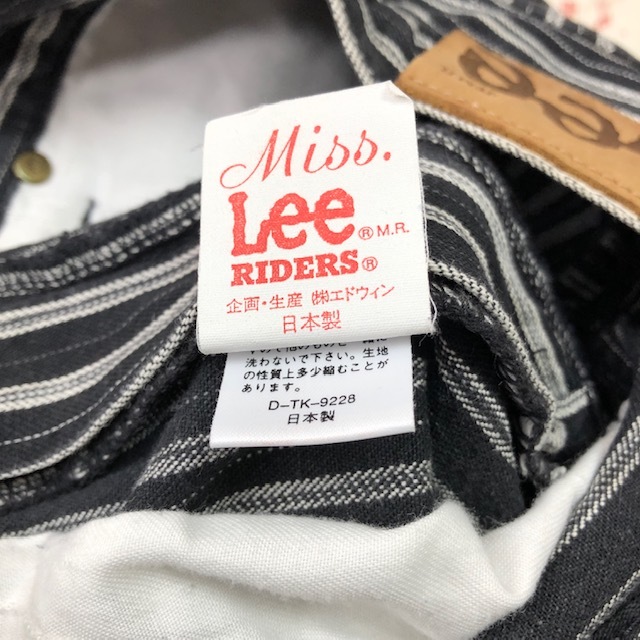 Miss.
Lee® M.R.
RIDERS®
企画・生産 ㈱エドウィン
日本製
洗わないで下さい。生地
の性質上多少縮むことが
あります。
D-TK-9228
日本製
Lee